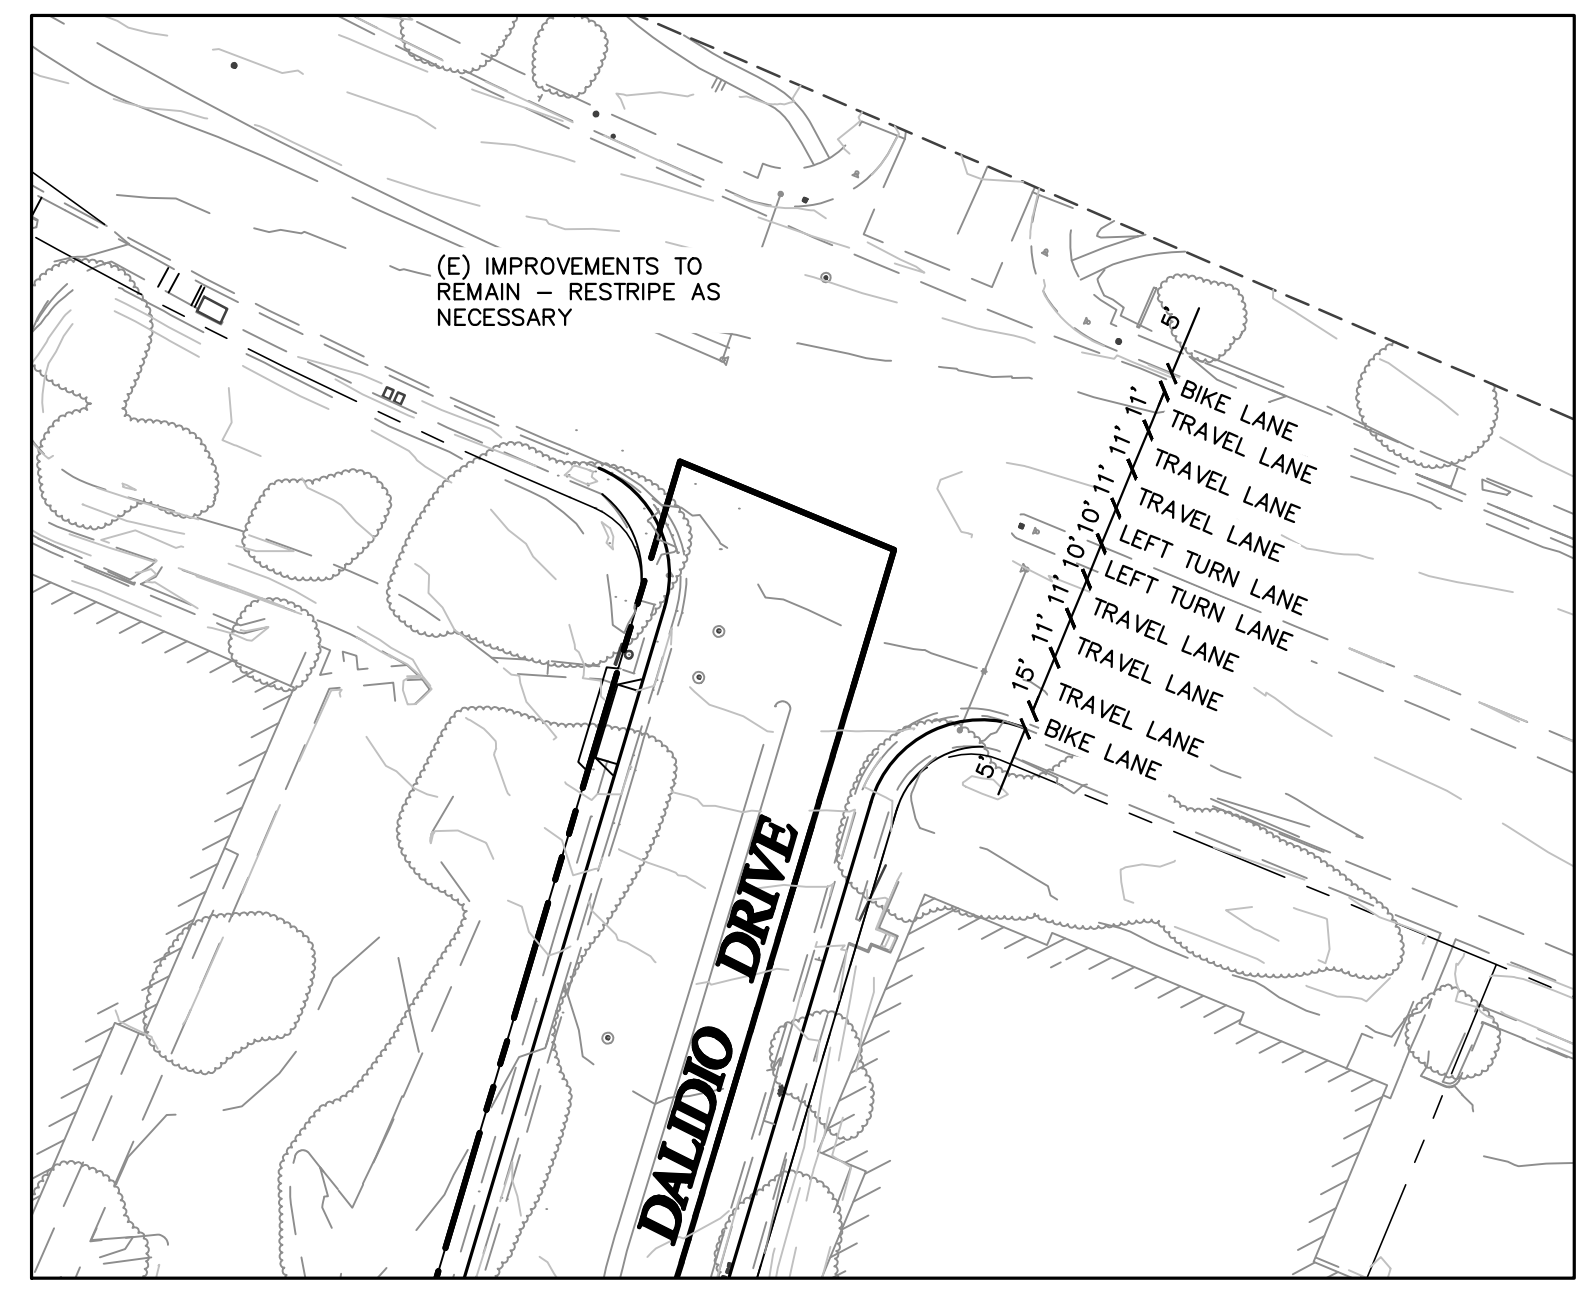 (E) IMPROVEMENTS TO
REMAIN – RESTRIPE AS
NECESSARY
5'
BIKE LANE
11'
TRAVEL LANE
11'
TRAVEL LANE
11'
TRAVEL LANE
10'
LEFT TURN LANE
10'
LEFT TURN LANE
11'
TRAVEL LANE
11'
TRAVEL LANE
15'
TRAVEL LANE
5'
BIKE LANE
DALIDIO DRIVE